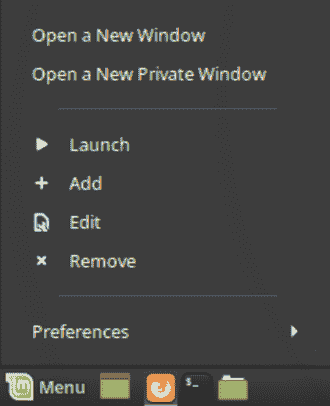 Open a New Window
Open a New Private Window
Launch
Add
Edit
Remove
Preferences
Menu
$_